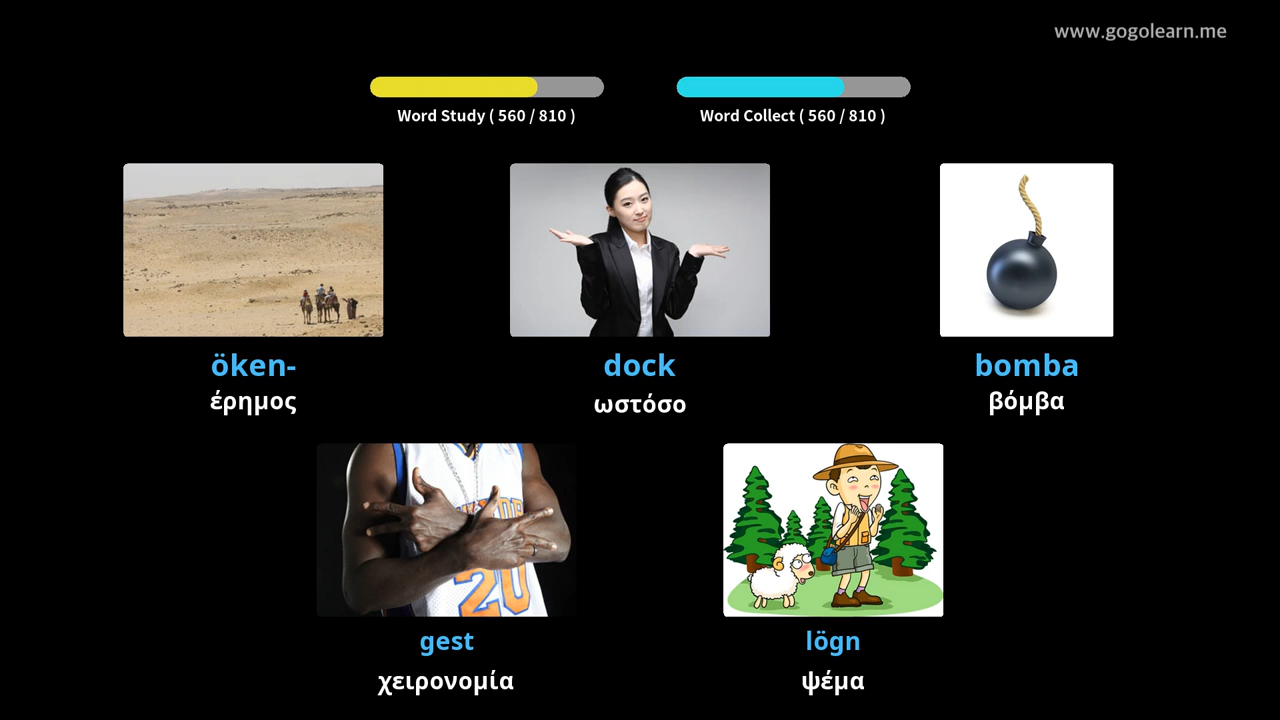 www.gogolearn.me
Word Study ( 560 / 810 )
Word Collect ( 560 / 810 )
öken-
έρημος
dock
ωστόσο
bomba
βόμβα
20
gest
χειρονομία
lögn
ψέμα